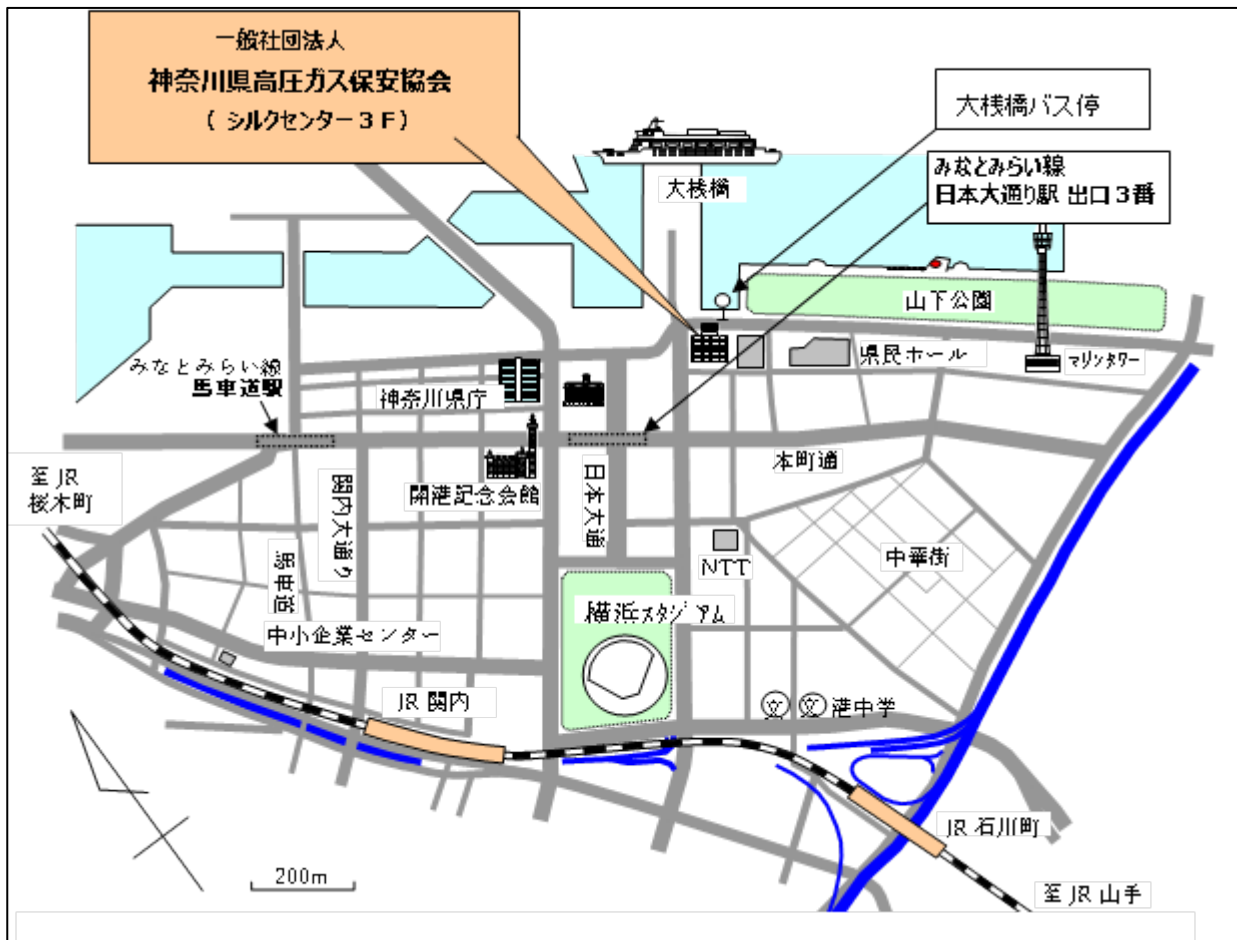 一般社団法人
神奈川県高圧ガス保安協会
(シルクセンター3F)
大桟橋バス停
みなとみらい線
日本大通り駅 出口3番
大桟橋
山下公園
県民ホール
マリンタワー
みなとみらい線
馬車道駅
神奈川県庁
開港記念会館
日本大通
本町通
至JR
桜木町
関内大通り
馬車道
中小企業センター
NTT
中華街
横浜スタジアム
JR 関内
文
文
港中学
JR 石川町
至JR 山手
200m